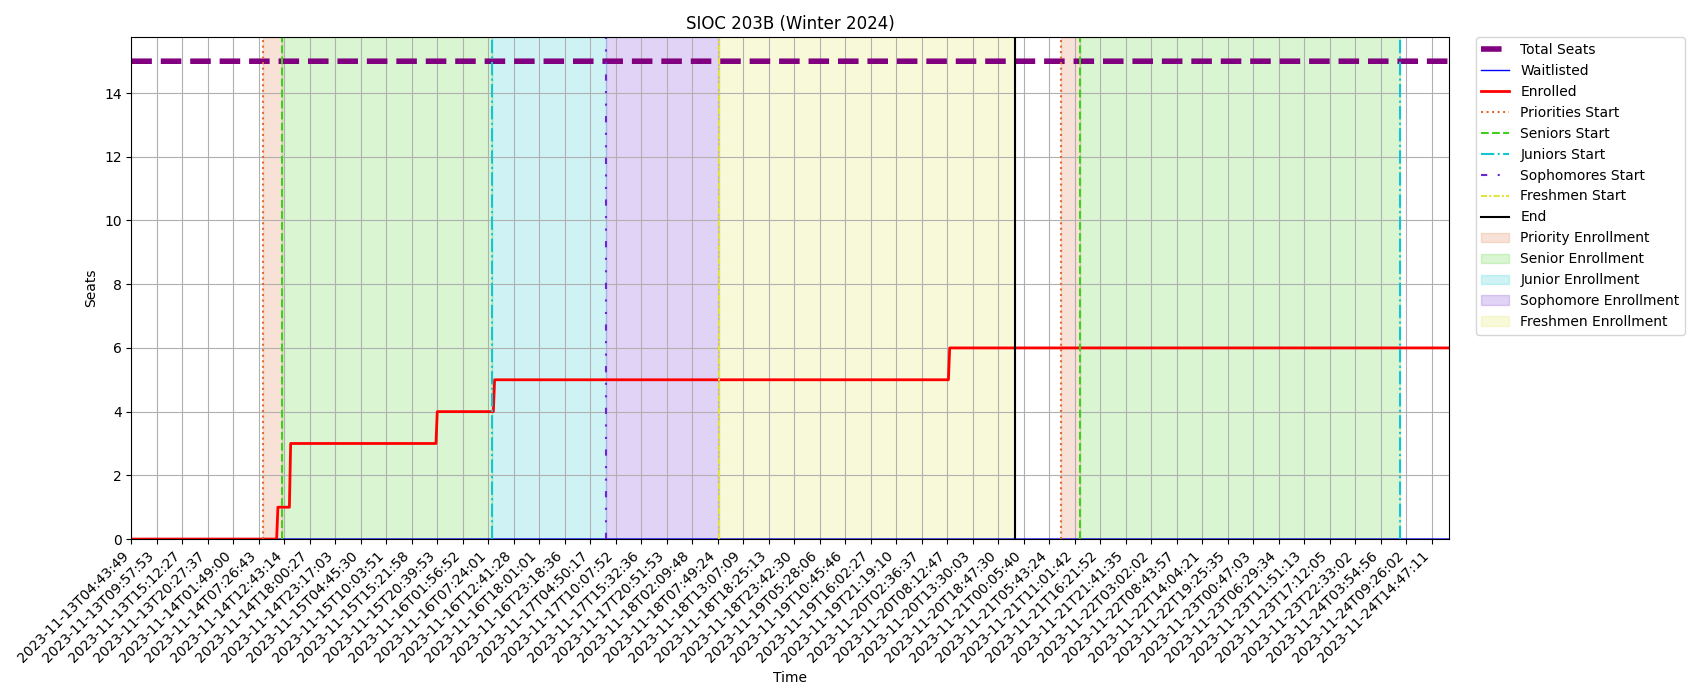 SIOC 203B (Winter 2024)
Seats
14
12
10
8
6
4
2
0
2023-11-13T04:43:49
2023-11-13T09:57:53
2023-11-13T15:12:27
2023-11-13T20:27:37
2023-11-14T01:49:00
2023-11-14T07:26:43
2023-11-14T12:43:14
2023-11-14T18:00:27
2023-11-14T23:17:03
2023-11-15T04:45:30
2023-11-15T10:03:51
2023-11-15T15:21:58
2023-11-15T20:39:53
2023-11-16T01:56:52
2023-11-16T07:24:01
2023-11-16T12:41:28
2023-11-16T18:01:01
2023-11-16T23:18:36
2023-11-17T04:50:17
2023-11-17T10:07:52
2023-11-17T15:32:36
2023-11-17T20:51:53
2023-11-18T02:09:48
2023-11-18T07:49:24
2023-11-18T13:07:09
2023-11-18T18:25:13
2023-11-18T23:42:30
2023-11-19T05:28:06
2023-11-19T10:45:46
2023-11-19T16:02:27
2023-11-19T21:19:10
2023-11-20T02:36:37
2023-11-20T08:12:47
2023-11-20T13:30:03
2023-11-20T18:47:30
2023-11-21T00:05:40
2023-11-21T05:43:24
2023-11-21T11:01:42
2023-11-21T16:21:52
2023-11-21T21:41:35
2023-11-22T03:02:02
2023-11-22T08:43:57
2023-11-22T14:04:21
2023-11-22T19:25:35
2023-11-23T00:47:03
2023-11-23T06:29:34
2023-11-23T11:51:13
2023-11-23T17:12:05
2023-11-23T22:33:02
2023-11-24T03:54:56
2023-11-24T09:26:02
2023-11-24T14:47:11
Time
Total Seats
Waitlisted
Enrolled
Priorities Start
Seniors Start
Juniors Start
Sophomores Start
Freshmen Start
End
Priority Enrollment
Senior Enrollment
Junior Enrollment
Sophomore Enrollment
Freshmen Enrollment